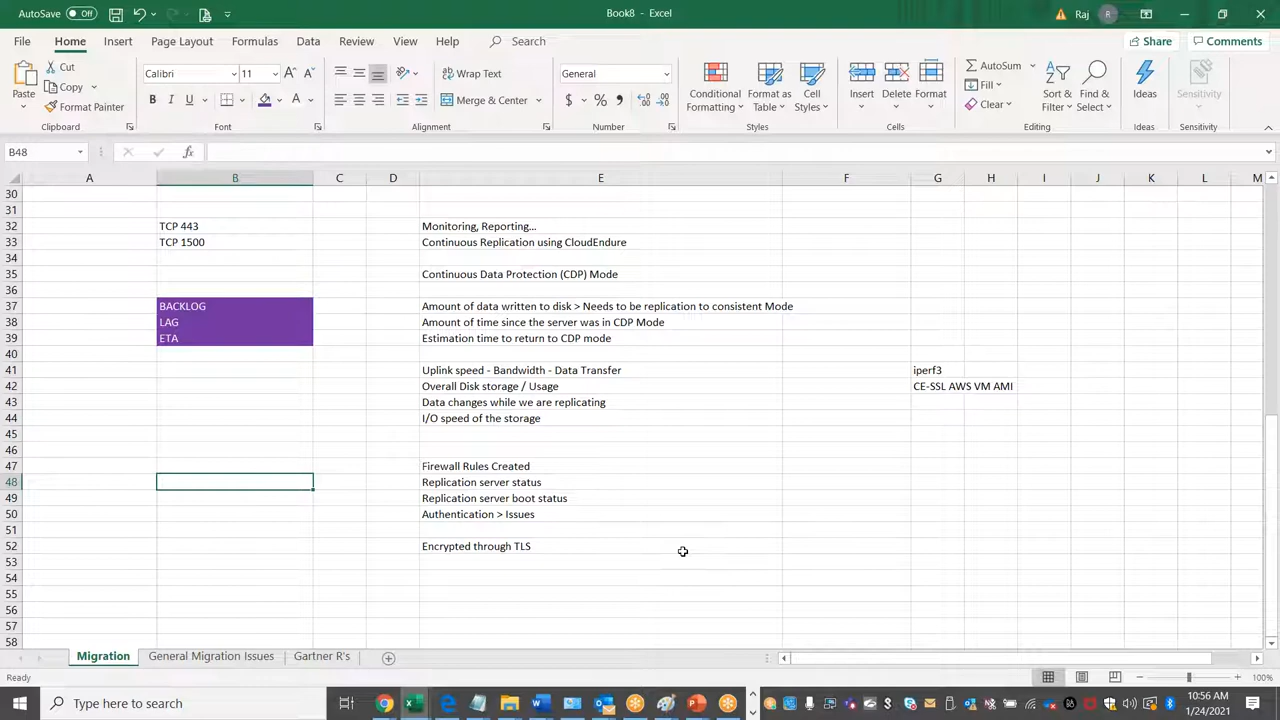 AutoSave Off Book8 - Excel Raj R
File Home Insert Page Layout Formulas Data Review View Help Search Share Comments
Paste Cut Copy Format Painter
Calibri 11
B I U A
Wrap Text
Merge & Center
General
$ %
Conditional Formatting Format as Table Cell Styles
Insert Delete Format
AutoSum Fill Clear
Sort & Filter Find & Select
Ideas
Sensitivity
Clipboard Font Alignment Number Styles Cells Editing Ideas Sensitivity
B48 fx
A B C D E F G H I J K L M
30
31
32 TCP 443 Monitoring, Reporting...
33 TCP 1500 Continuous Replication using CloudEndure
34
35 Continuous Data Protection (CDP) Mode
36
37 BACKLOG Amount of data written to disk > Needs to be replication to consistent Mode
38 LAG Amount of time since the server was in CDP Mode
39 ETA Estimation time to return to CDP mode
40
41 Uplink speed - Bandwidth - Data Transfer iperf3
42 Overall Disk storage / Usage CE-SSL AWS VM AMI
43 Data changes while we are replicating
44 I/O speed of the storage
45
46
47 Firewall Rules Created
48 Replication server status
49 Replication server boot status
50 Authentication > Issues
51
52 Encrypted through TLS
53
54
55
56
57
58
Migration General Migration Issues Gartner R's
Ready 100%
Type here to search 10:56 AM
1/24/2021